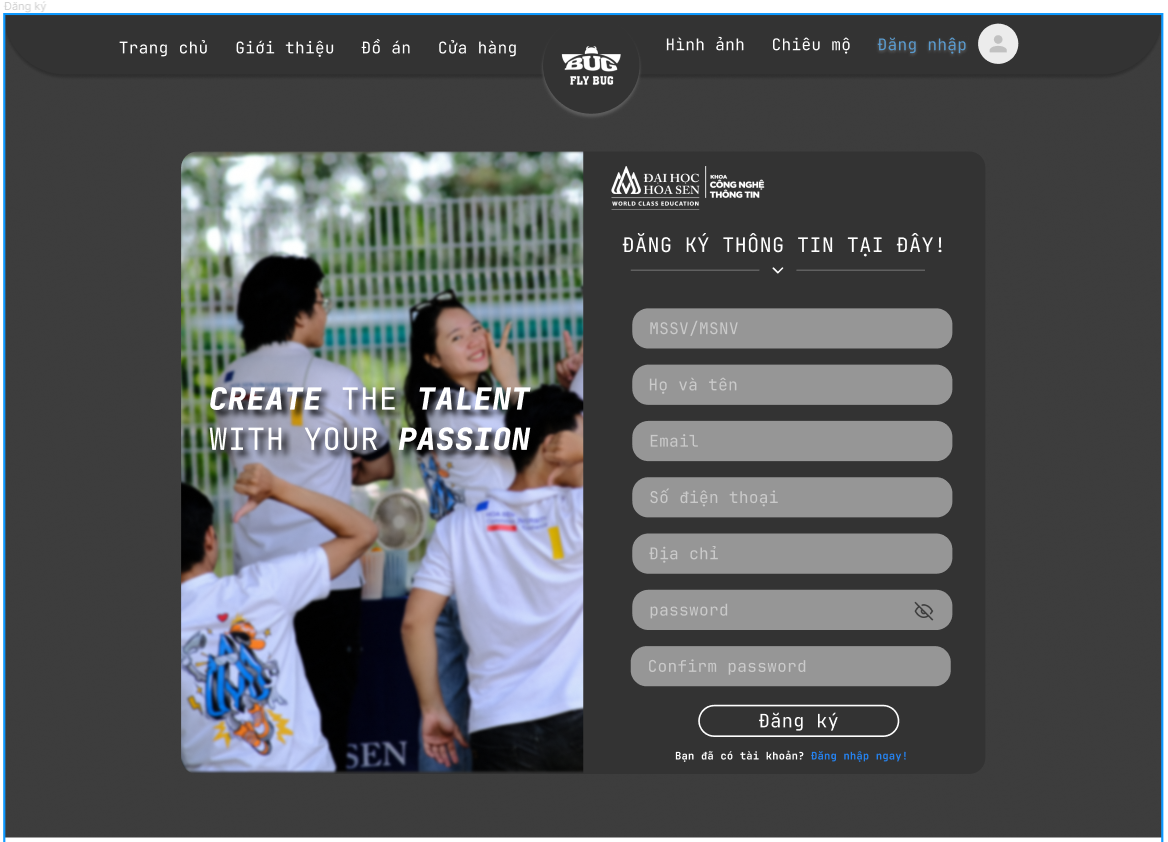 Đăng ký
Trang chủ Giới thiệu Đồ án Cửa hàng
BUG
FLY BUG
Hình ảnh Chiêu mộ Đăng nhập
ĐẠI HỌC
HOA SEN
WORLD CLASS EDUCATION
KHOA
CÔNG NGHỆ
THÔNG TIN
ĐĂNG KÝ THÔNG TIN TẠI ĐÂY!
CREATE THE TALENT
WITH YOUR PASSION
SEN
MSSV/MSNV
Họ và tên
Email
Số điện thoại
Địa chỉ
password
Confirm password
Đăng ký
Bạn đã có tài khoản? Đăng nhập ngay!